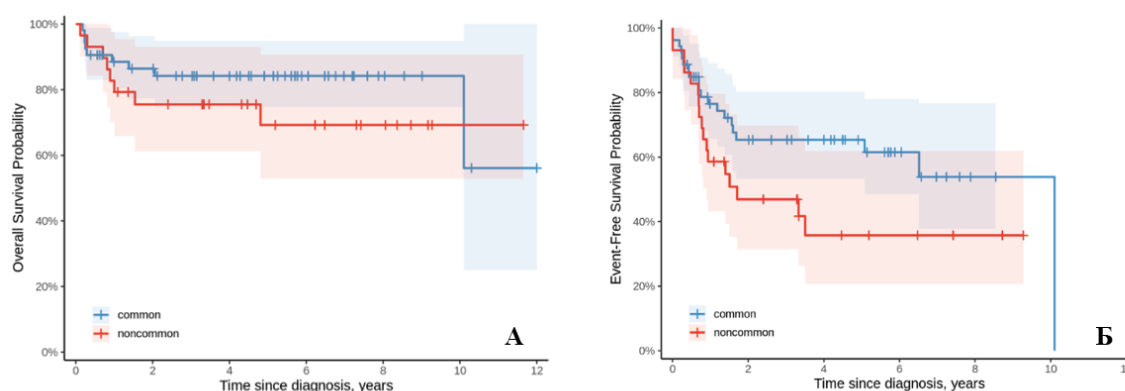 Overall Survival Probability
100%
80%
60%
40%
20%
0%
common
noncommon
А
0 2 4 6 8 10 12
Time since diagnosis, years
Event-Free Survival Probability
100%
80%
60%
40%
20%
0%
common
noncommon
Б
0 2 4 6 8 10
Time since diagnosis, years